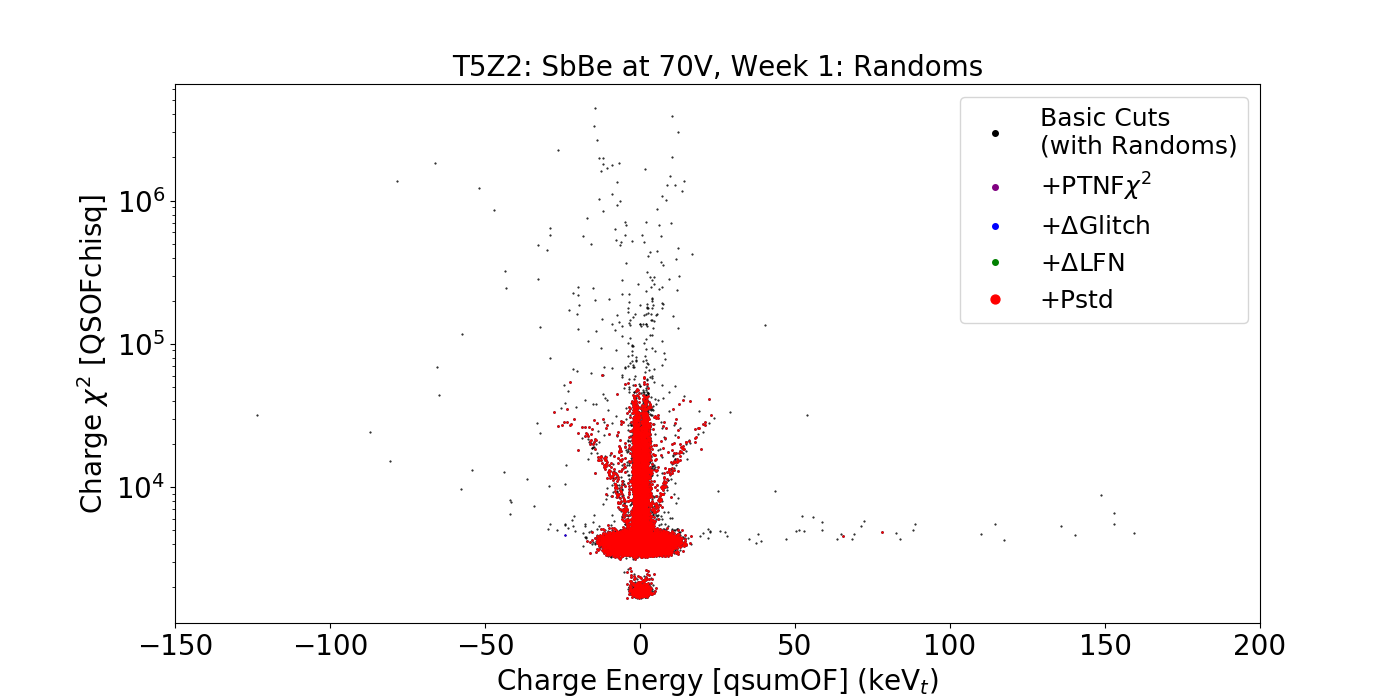 T5Z2: SbBe at 70V, Week 1: Randoms
Charge χ² [QSOFchisq]
10⁶
10⁵
10⁴
Basic Cuts
(with Randoms)
+PTNFχ²
+ΔGlitch
+ΔLFN
+Pstd
−150 −100 −50 0 50 100 150 200
Charge Energy [qsumOF] (keVₜ)